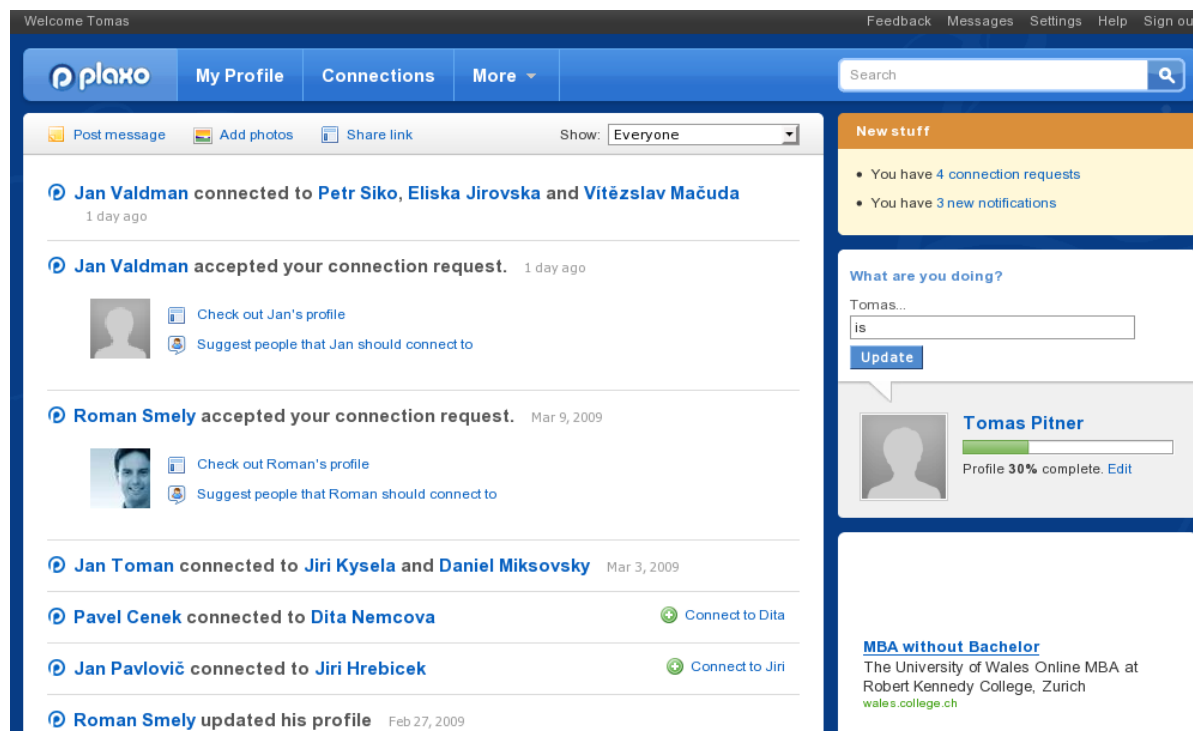 Welcome Tomas
Feedback Messages Settings Help Sign ou
plaxo My Profile Connections More
Search
Post message Add photos Share link Show: Everyone
Jan Valdman connected to Petr Siko, Eliska Jirovska and Vítězslav Mačuda
1 day ago
Jan Valdman accepted your connection request. 1 day ago
Check out Jan's profile
Suggest people that Jan should connect to
Roman Smely accepted your connection request. Mar 9, 2009
Check out Roman's profile
Suggest people that Roman should connect to
Jan Toman connected to Jiri Kysela and Daniel Miksovsky Mar 3, 2009
Pavel Cenek connected to Dita Nemcova Connect to Dita
Jan Pavlovič connected to Jiri Hrebicek Connect to Jiri
Roman Smely updated his profile Feb 27, 2009
New stuff
You have 4 connection requests
You have 3 new notifications
What are you doing?
Tomas...
is
Update
Tomas Pitner
Profile 30% complete. Edit
MBA without Bachelor
The University of Wales Online MBA at
Robert Kennedy College, Zurich
wales.college.ch